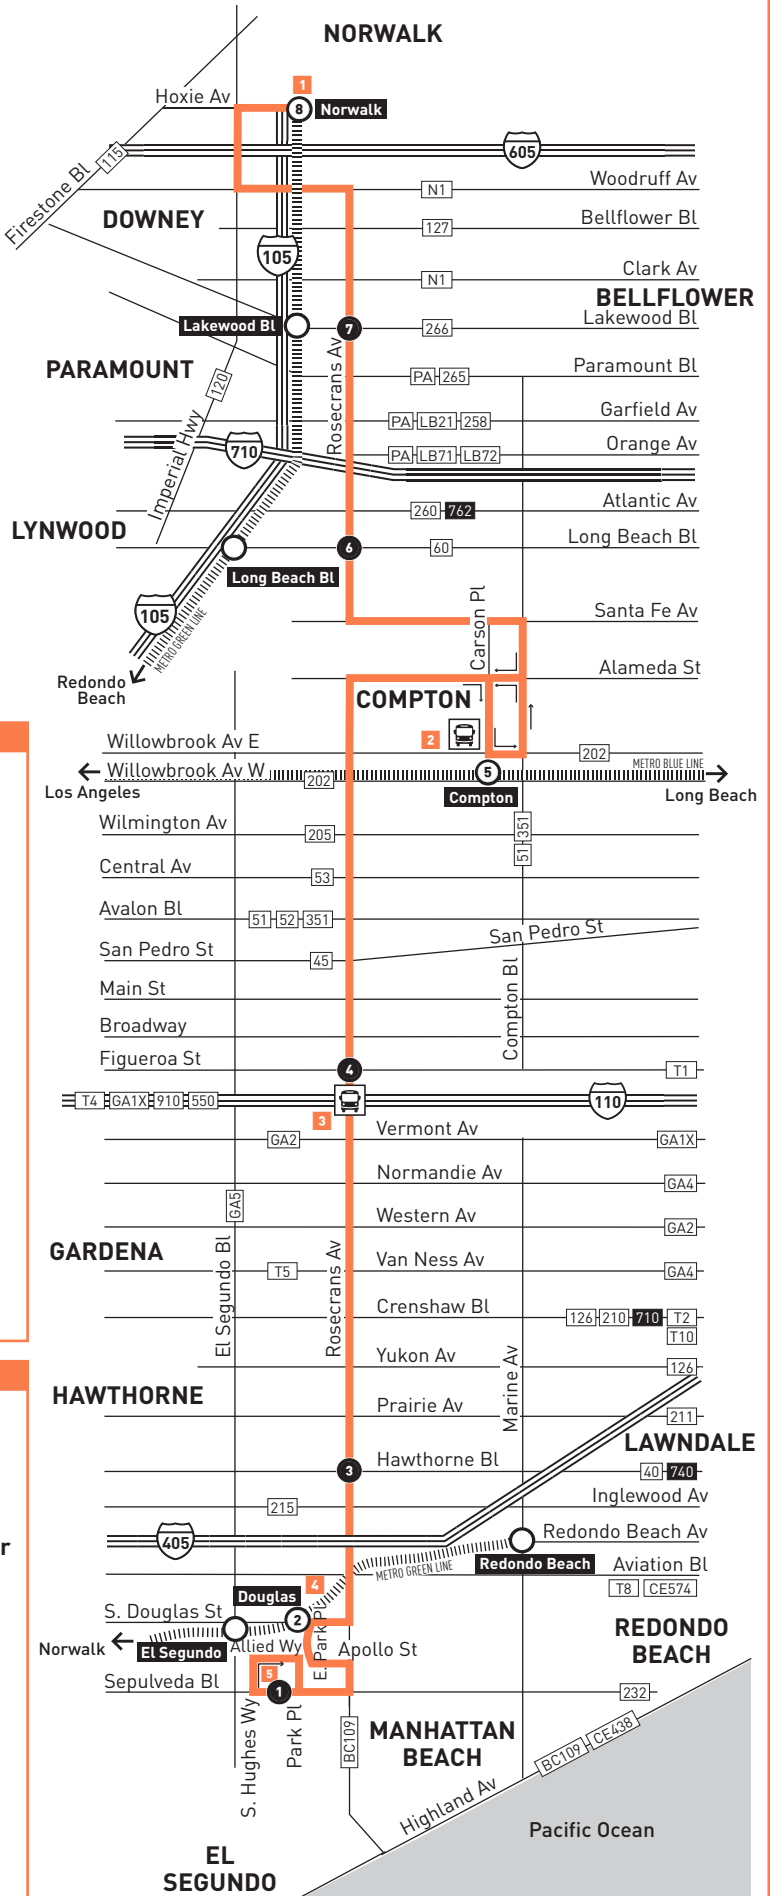 NORWALK
1
Hoxie Av
8 Norwalk
605
115
Firestone Bl
Woodruff Av
N1
DOWNEY
Bellflower Bl
127
105
Clark Av
N1
BELLFLOWER
Lakewood Bl
7
266
Lakewood Bl
PARAMOUNT
Rosecrans Av
Paramount Bl
PA 265
120
Imperial Hwy
Garfield Av
PA LB21 258
Orange Av
710
PA LB71 LB72
Atlantic Av
260 762
LYNWOOD
Long Beach Bl
6
60
Long Beach Bl
105
METRO GREEN LINE
Carson Pl
Santa Fe Av
Redondo
Beach
Alameda St
COMPTON
2
Willowbrook Av E
202
METRO BLUE LINE
Willowbrook Av W
202
5
Los Angeles
Compton
Long Beach
Wilmington Av
205
51 351
Central Av
53
Avalon Bl
51 52 351
San Pedro St
San Pedro St
45
Compton Bl
Main St
Broadway
Figueroa St
4
T1
T4 GA1X 910 550
110
3
Vermont Av
GA2
GA1X
Normandie Av
GA4
GA5
Western Av
GA2
GARDENA
El Segundo Bl
Rosecrans Av
Van Ness Av
T5
GA4
Crenshaw Bl
126 210 710 T2
T10
Yukon Av
126
Marine Av
HAWTHORNE
Prairie Av
211
LAWNDALE
Hawthorne Bl
3
40 740
Inglewood Av
215
405
r
Redondo Beach Av
Redondo Beach
METRO GREEN LINE
Aviation Bl
T8 CE574
4
Douglas
S. Douglas St
2
REDONDO
BEACH
Norwalk
El Segundo
Allied Wy
E. Park Pl
Apollo St
5
Sepulveda Bl
1
232
S. Hughes Wy
Park Pl
BC109
MANHATTAN
BEACH
BC109 CE438
Highland Av
Pacific Ocean
EL
SEGUNDO